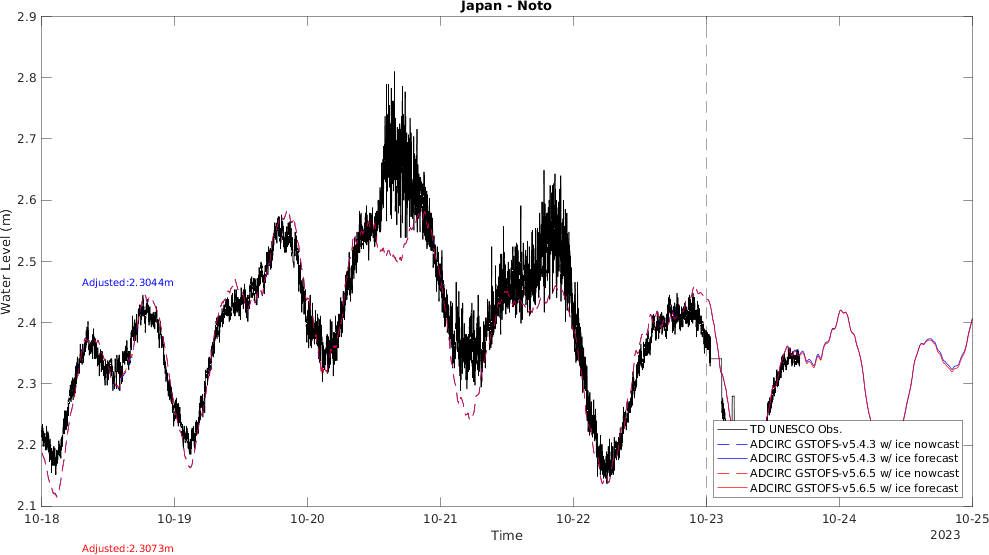 Japan - Noto
2.9
2.8
2.7
2.6
2.5
2.4
2.3
2.2
2.1
Water Level (m)
Adjusted:2.3044m
TD UNESCO Obs.
ADCIRC GSTOFS-v5.4.3 w/ ice nowcast
ADCIRC GSTOFS-v5.4.3 w/ ice forecast
ADCIRC GSTOFS-v5.6.5 w/ ice nowcast
ADCIRC GSTOFS-v5.6.5 w/ ice forecast
10-18 10-19 10-20 10-21 10-22 10-23 10-24 10-25
Time
2023
Adjusted:2.3073m